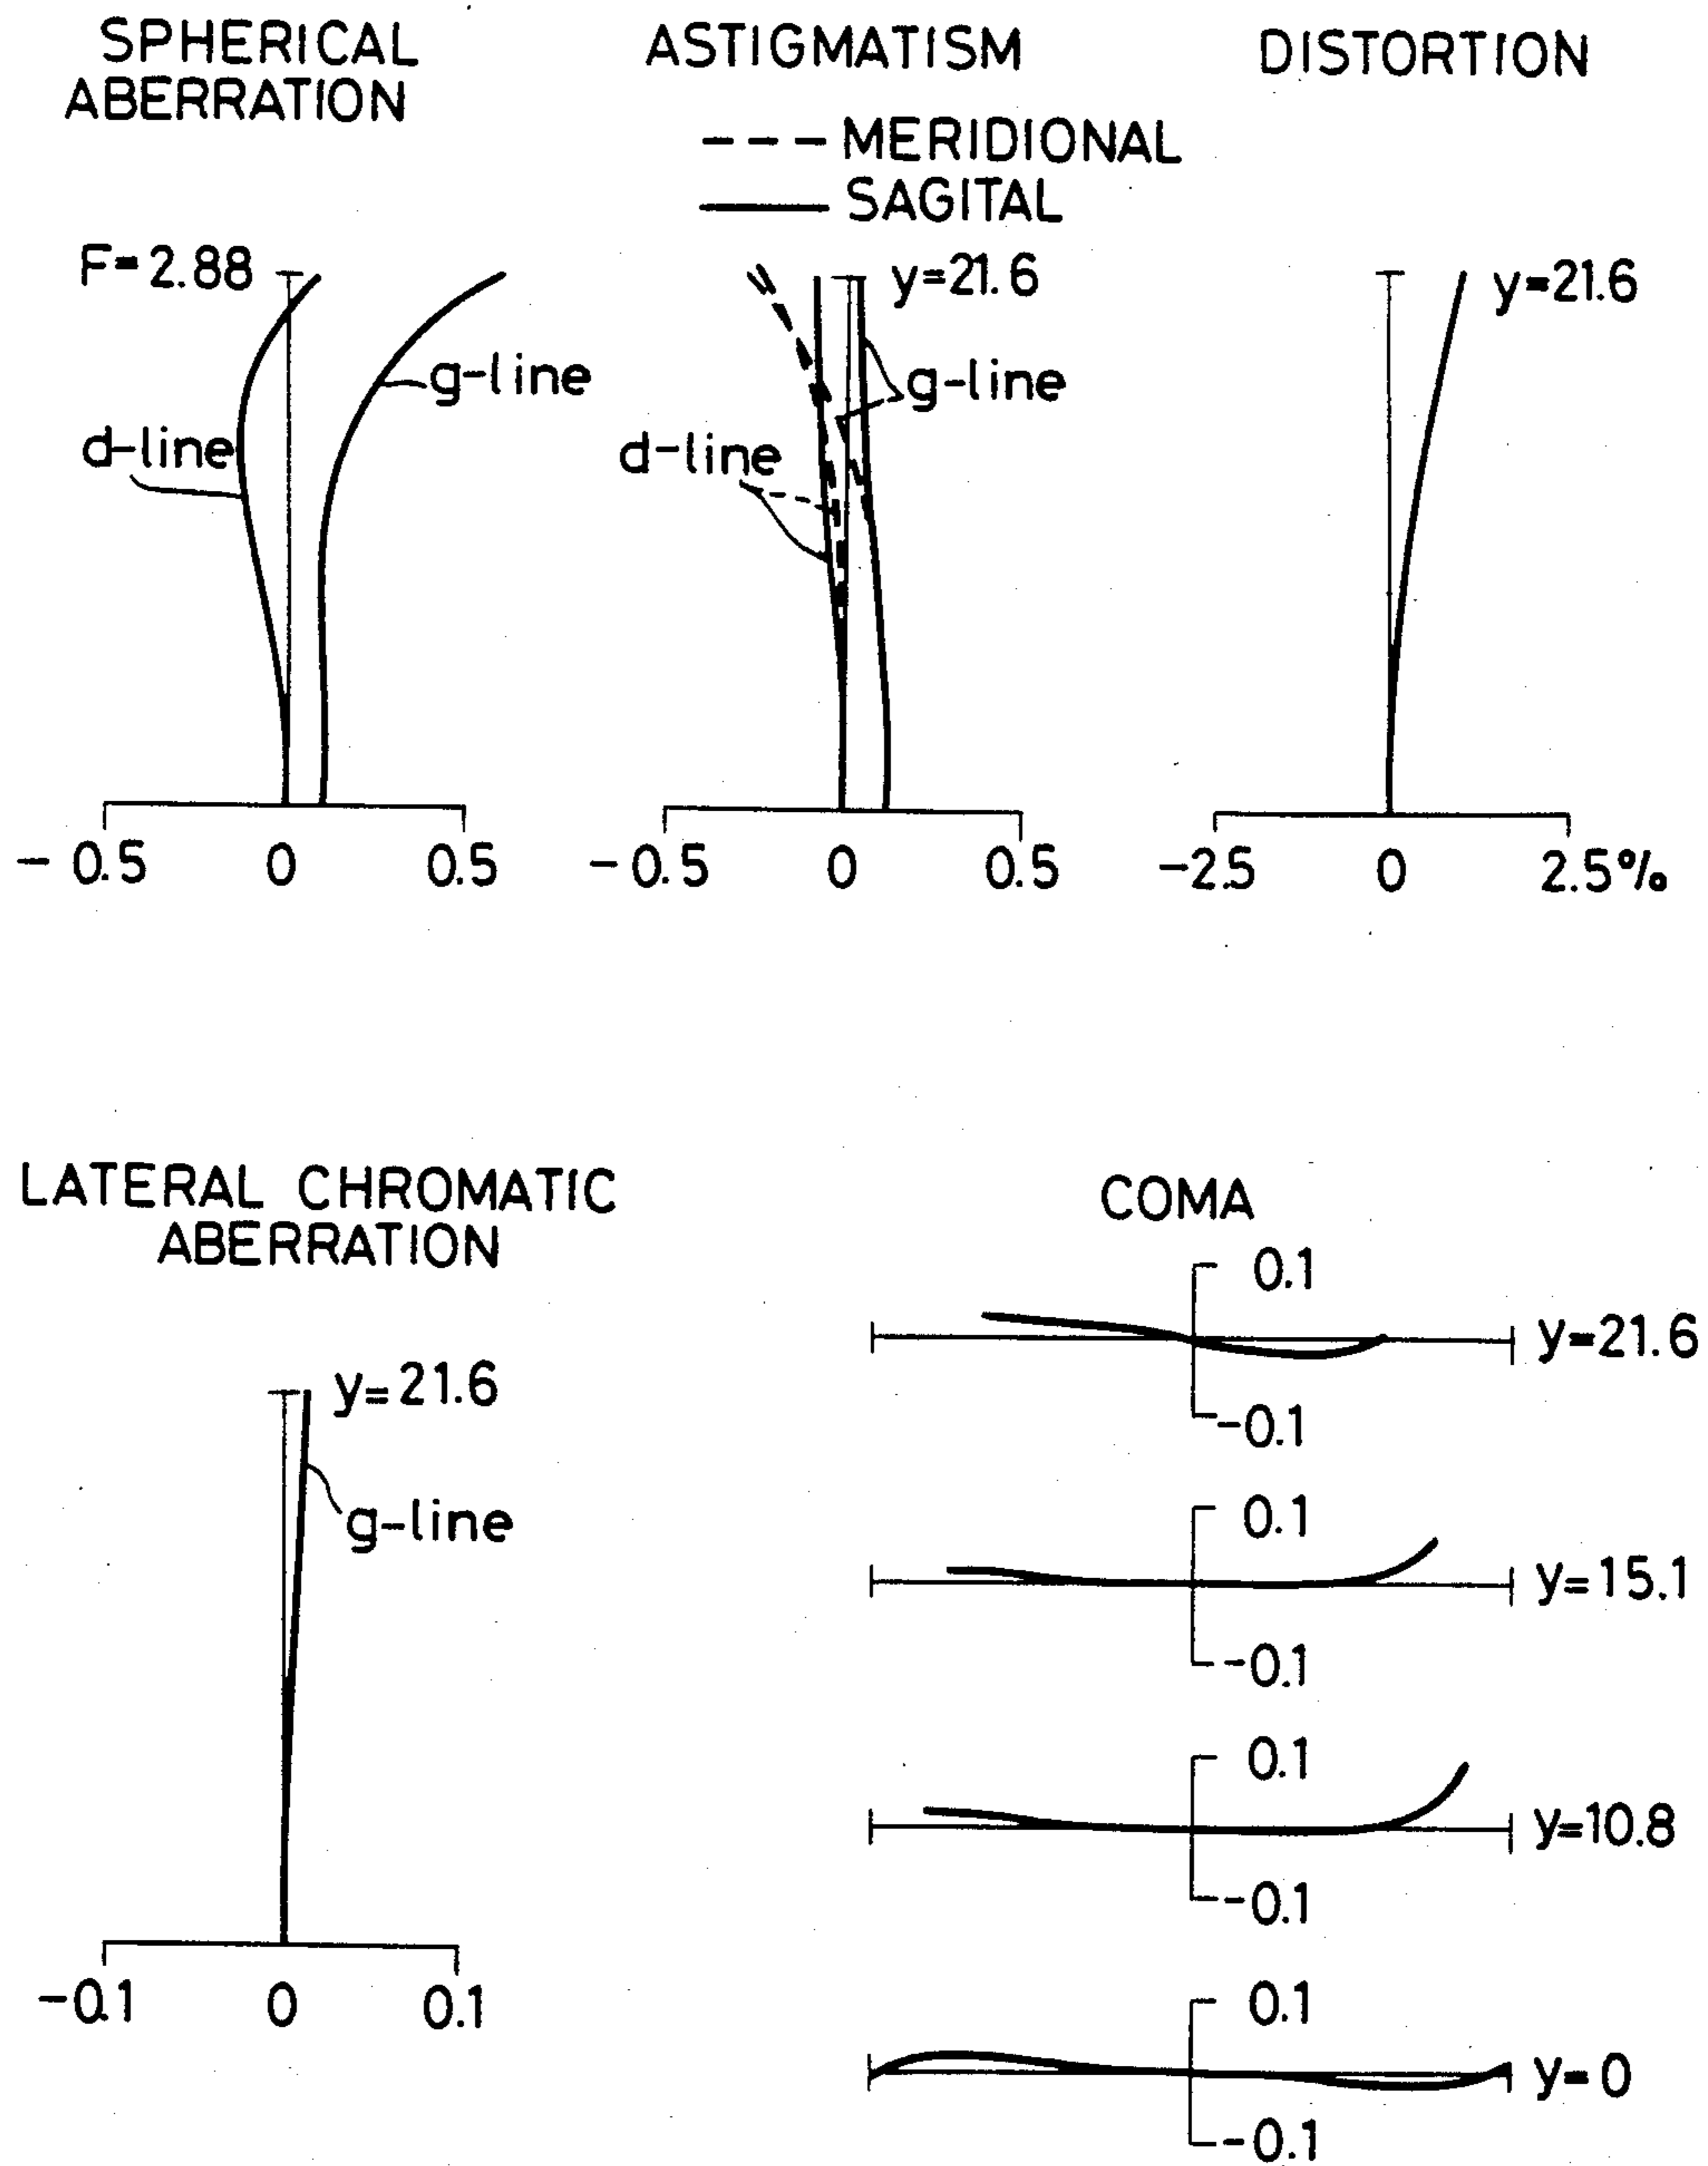 SPHERICAL
ABERRATION
F=2.88
d-line
g-line
-0.5 0 0.5
ASTIGMATISM
--- MERIDIONAL
SAGITAL
y=21.6
g-line
d-line
-0.5 0 0.5
DISTORTION
y=21.6
-2.5 0 2.5%
LATERAL CHROMATIC
ABERRATION
y=21.6
g-line
-0.1 0 0.1
COMA
0.1
y=21.6
-0.1
0.1
y=15.1
-0.1
0.1
y=10.8
-0.1
0.1
y=0
-0.1